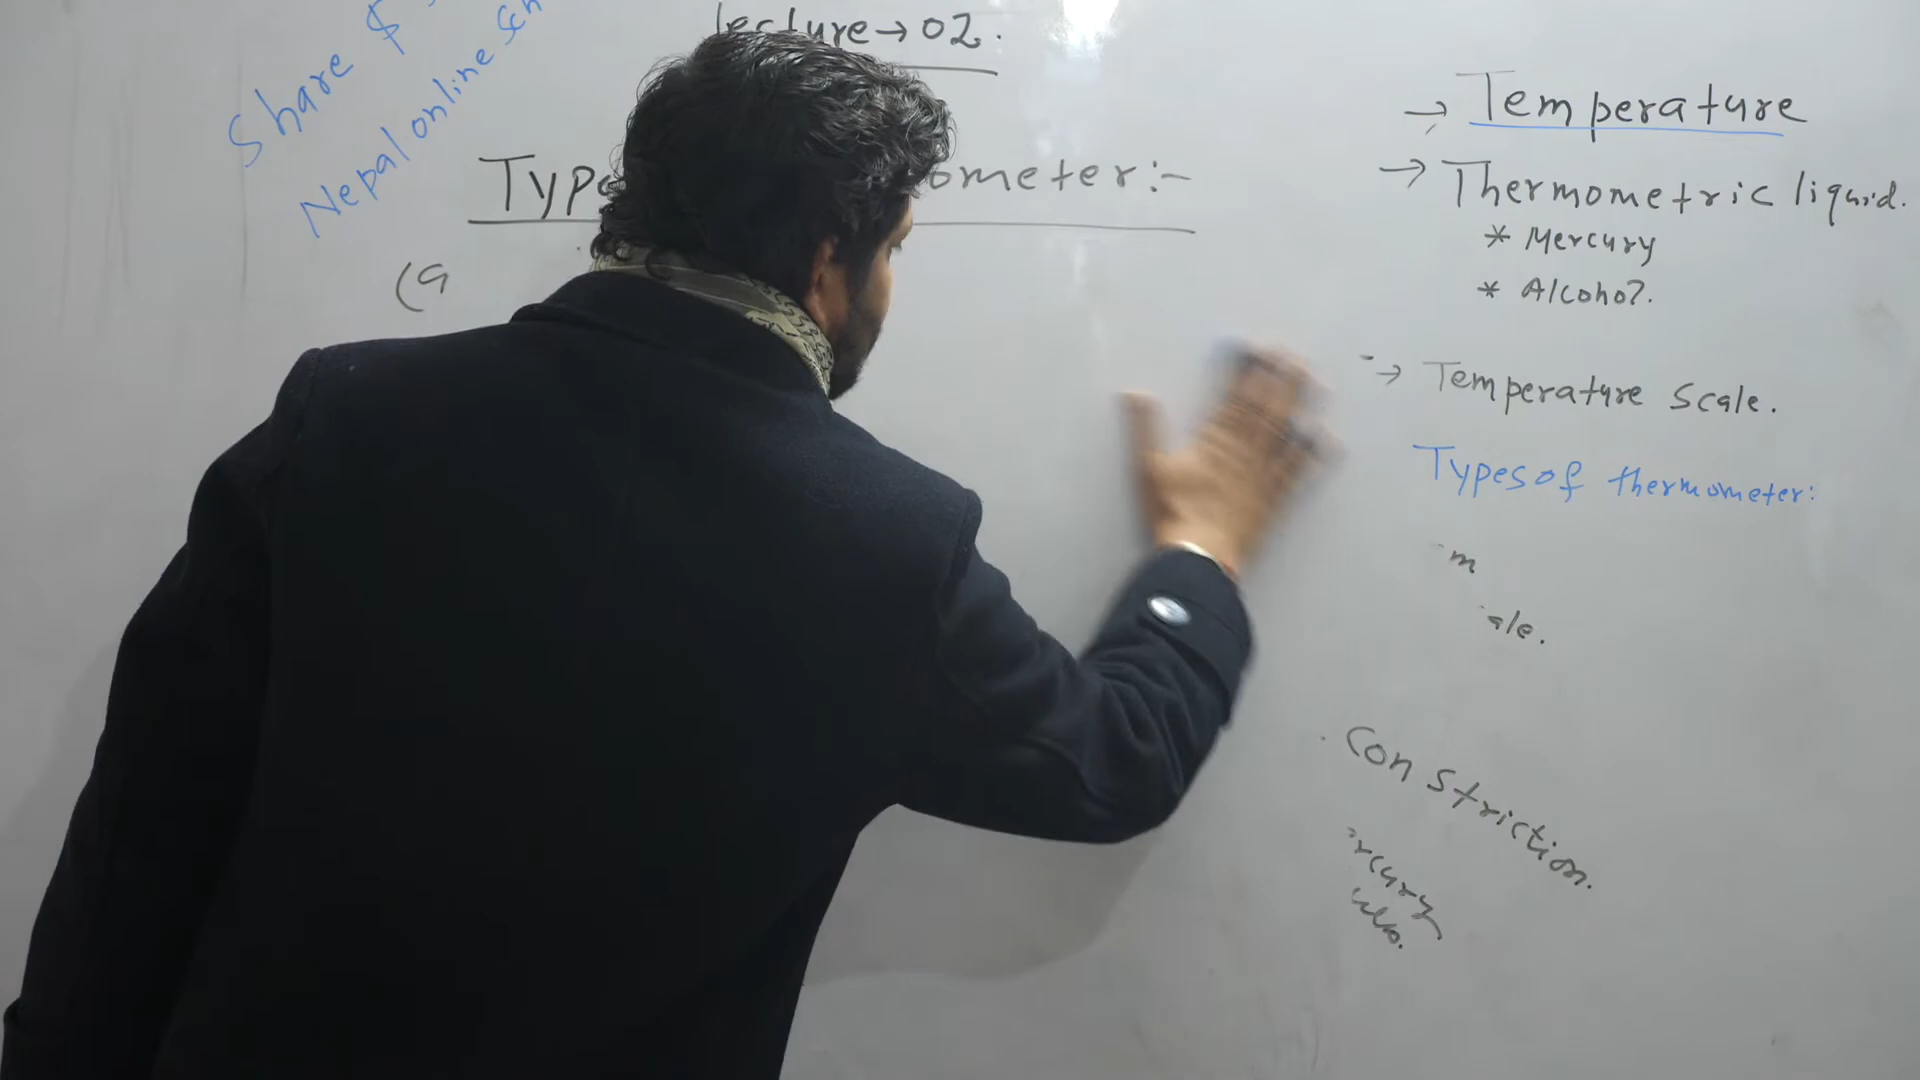 lecture → 02.
Share $
Nepal online Sch
Type ometer:-
(a
→ Temperature
→ Thermometric liquid.
* Mercury
* Alcohol.
→ Temperature Scale.
Types of thermometer:
m
ale.
Constriction.
rcury